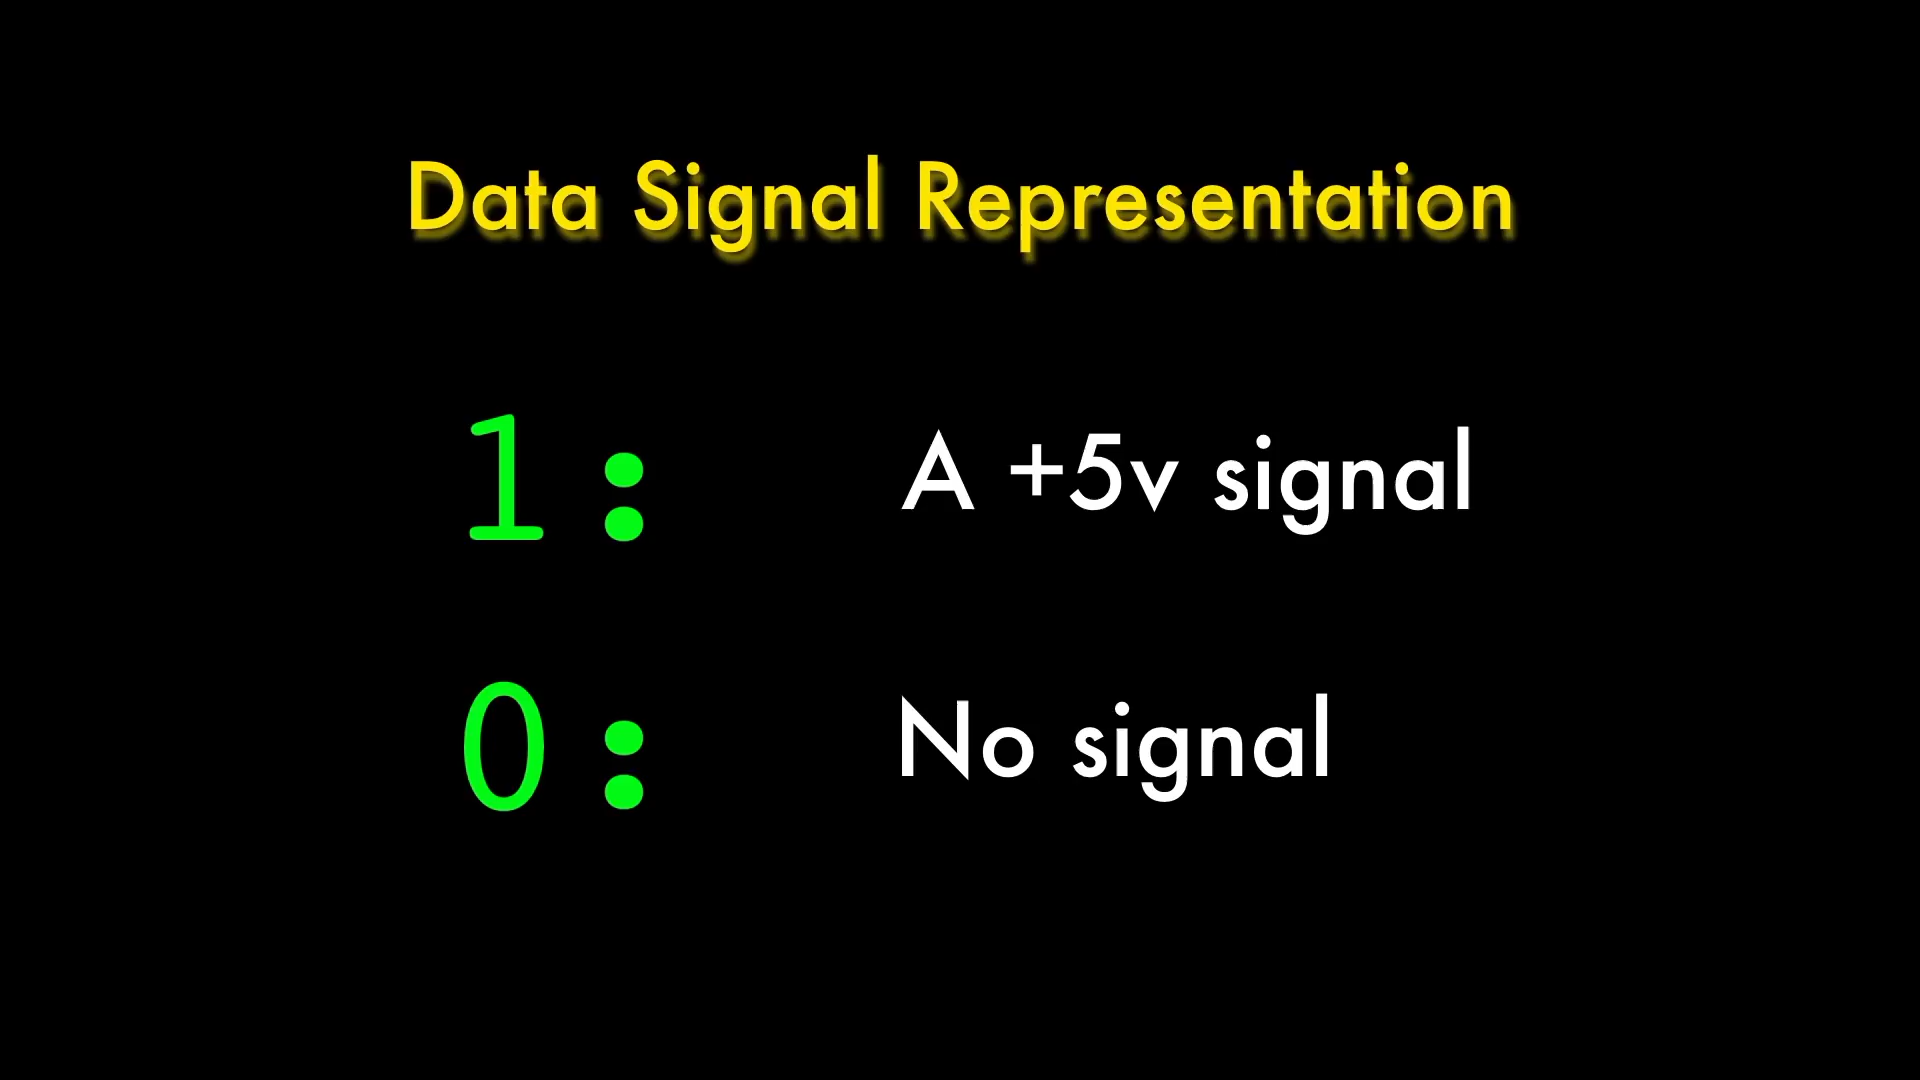 Data Signal Representation
1: A +5v signal
0: No signal